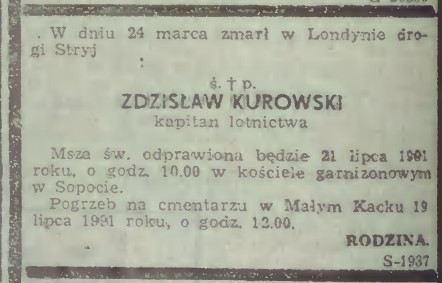 . W dniu 24 marca zmarł w Londynie dro-
gi Stryj
ś. † p.
ZDZISŁAW KUROWSKI
kapitan lotnictwa
Msza św. odprawiona będzie 21 lipca 1991
roku, o godz. 10.00 w kościele garnizonowym
w Sopocie.
Pogrzeb na cmentarzu w Małym Kacku 19
lipca 1991 roku, o godz. 12.00.
RODZINA.
S-1937